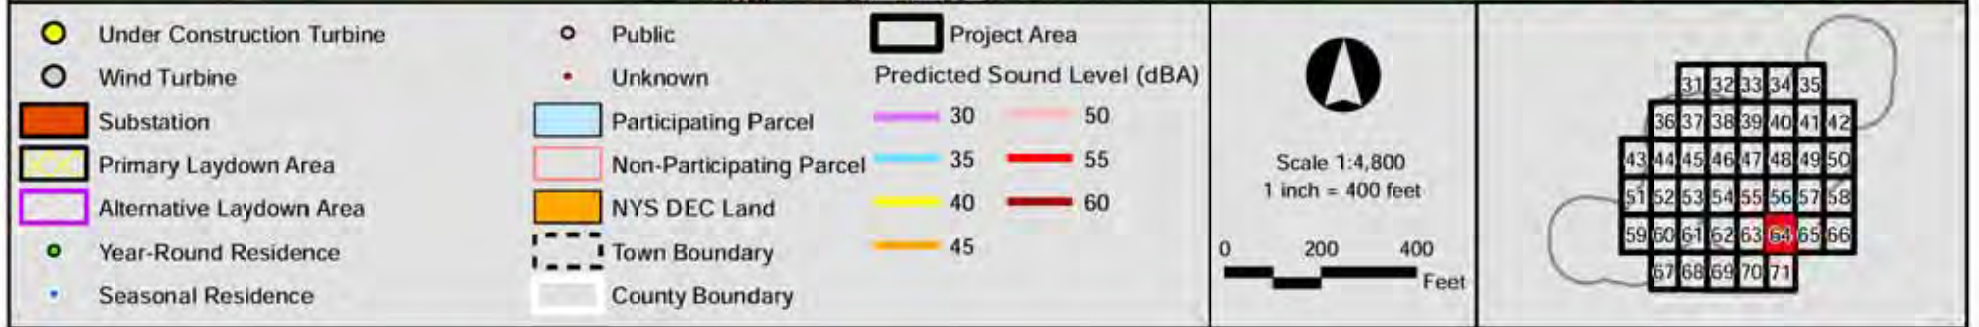 Under Construction Turbine
Wind Turbine
Substation
Primary Laydown Area
Alternative Laydown Area
Year-Round Residence
Seasonal Residence
Public
Unknown
Participating Parcel
Non-Participating Parcel
NYS DEC Land
Town Boundary
County Boundary
Project Area
Predicted Sound Level (dBA)
30
35
40
45
50
55
60
Scale 1:4,800
1 inch = 400 feet
0 200 400
Feet
31 32 33 34 35
36 37 38 39 40 41 42
43 44 45 46 47 48 49 50
51 52 53 54 55 56 57 58
59 60 61 62 63 64 65 66
67 68 69 70 71